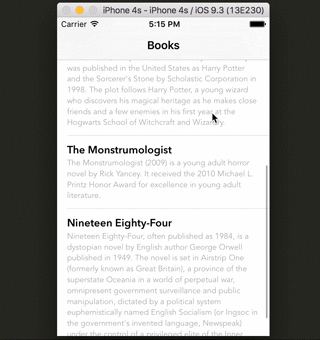 iPhone 4s - iPhone 4s / iOS 9.3 (13E230)
Carrier 5:15 PM
Books
was published in the United States as Harry Potter
and the Sorcerer's Stone by Scholastic Corporation in
1998. The plot follows Harry Potter, a young wizard
who discovers his magical heritage as he makes close
friends and a few enemies in his first year at the
Hogwarts School of Witchcraft and Wizardry.
The Monstrumologist
The Monstrumologist (2009) is a young adult horror
novel by Rick Yancey. It received the 2010 Michael L.
Printz Honor Award for excellence in young adult
literature.
Nineteen Eighty-Four
Nineteen Eighty-Four, often published as 1984, is a
dystopian novel by English author George Orwell
published in 1949. The novel is set in Airstrip One
(formerly known as Great Britain), a province of the
superstate Oceania in a world of perpetual war,
omnipresent government surveillance and public
manipulation, dictated by a political system
euphemistically named English Socialism (or Ingsoc in
the government's invented language, Newspeak)
under the control of a privileged elite of the Inner